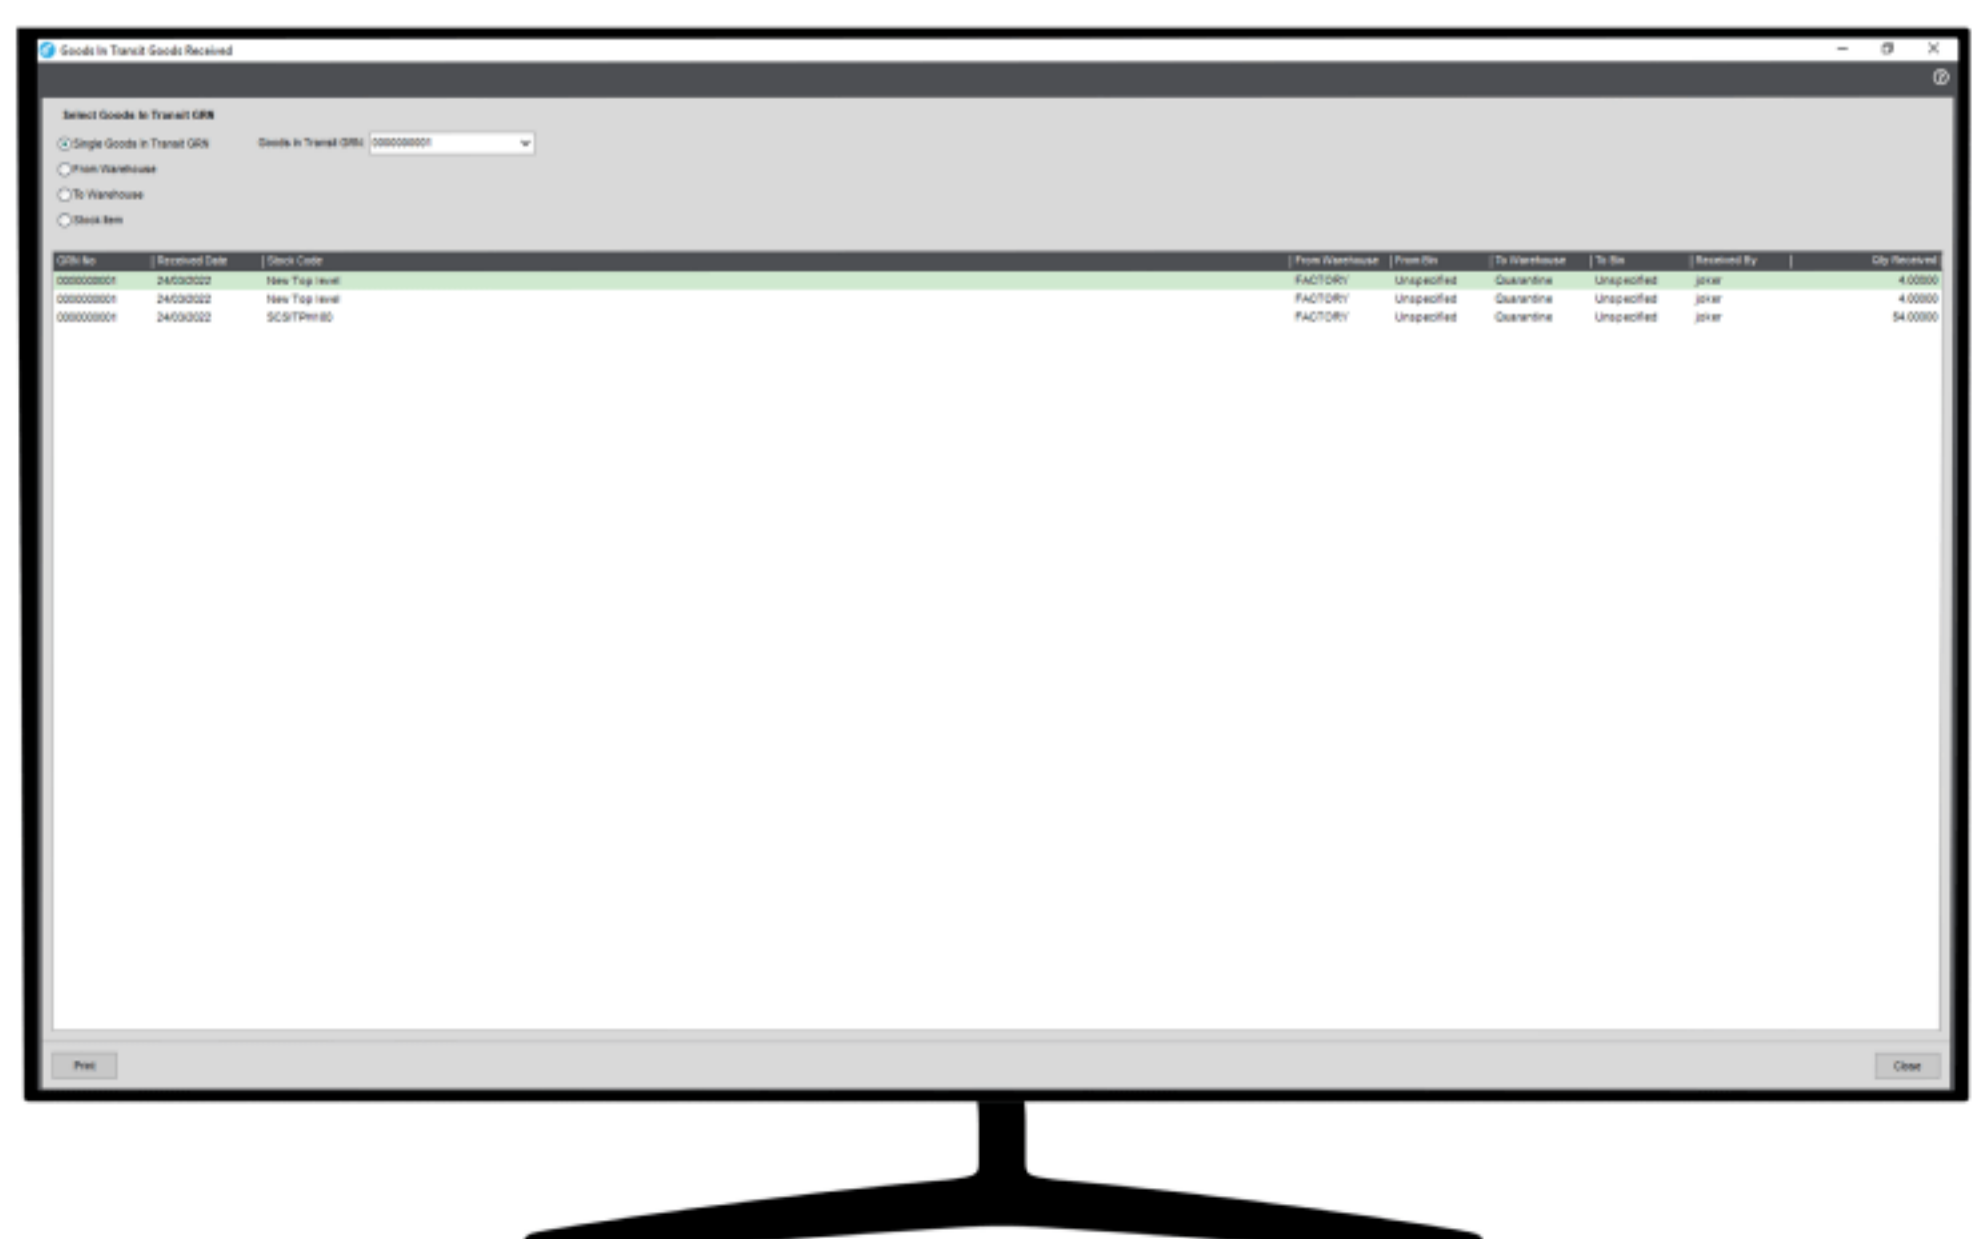 Goods In Transit Goods Received
Select Goods In Transit GRN
Single Goods In Transit GRN Goods In Transit GRN 0000000001
From Warehouse
To Warehouse
Stock Item
GRN No Received Date Stock Code From Warehouse From Bin To Warehouse To Bin Received By Qty Received
0000000001 24/03/2022 New Top level FACTORY Unspecified Quarantine Unspecified joker 4.00000
0000000001 24/03/2022 New Top level FACTORY Unspecified Quarantine Unspecified joker 4.00000
0000000001 24/03/2022 FACTORY Unspecified Quarantine Unspecified joker 54.00000
Print Close